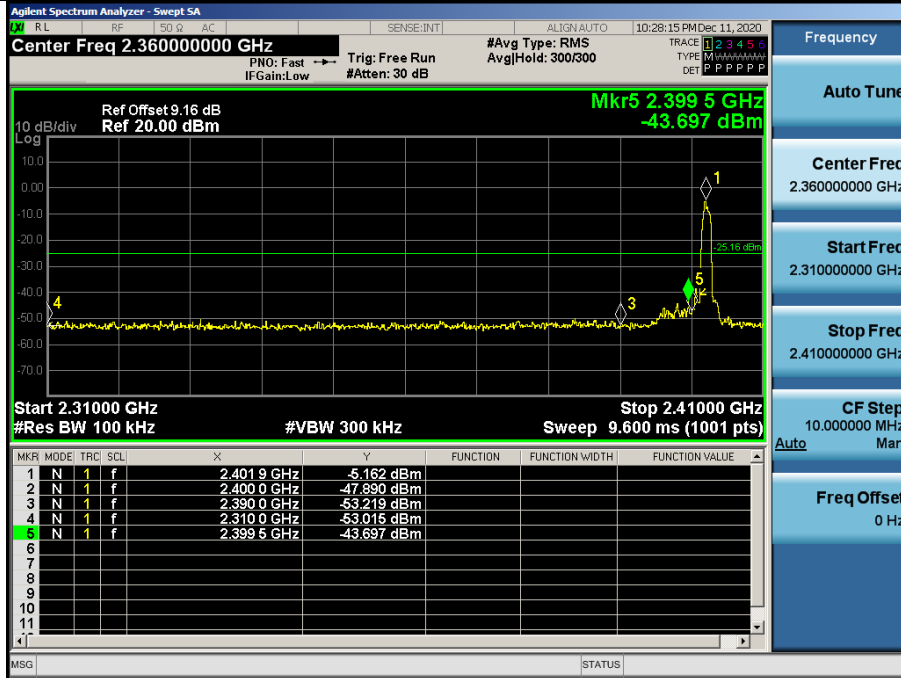 Agilent Spectrum Analyzer - Swept SA
LXI RL RF 50 Ω AC SENSE:INT ALIGN AUTO 10:28:15 PM Dec 11, 2020
Center Freq 2.360000000 GHz
PNO: Fast
IFGain:Low
Trig: Free Run
#Atten: 30 dB
#Avg Type: RMS
Avg|Hold: 300/300
TRACE 1 2 3 4 5 6
TYPE M
DET P P P P P P
Ref Offset 9.16 dB
Ref 20.00 dBm
10 dB/div
Log
Mkr5 2.399 5 GHz
-43.697 dBm
10.0
0.00
-10.0
-20.0
-30.0
-40.0
-50.0
-60.0
-70.0
1
-25.16 dBm
5
2
3
4
Start 2.31000 GHz Stop 2.41000 GHz
#Res BW 100 kHz #VBW 300 kHz Sweep 9.600 ms (1001 pts)
MKR MODE TRC SCL X Y FUNCTION FUNCTION WIDTH FUNCTION VALUE
1 N 1 f 2.401 9 GHz -5.162 dBm
2 N 1 f 2.400 0 GHz -47.890 dBm
3 N 1 f 2.390 0 GHz -53.219 dBm
4 N 1 f 2.310 0 GHz -53.015 dBm
5 N 1 f 2.399 5 GHz -43.697 dBm
6
7
8
9
10
11
MSG STATUS
Frequency
Auto Tune
Center Freq
2.360000000 GHz
Start Freq
2.310000000 GHz
Stop Freq
2.410000000 GHz
CF Step
10.000000 MHz
Auto Man
Freq Offset
0 Hz